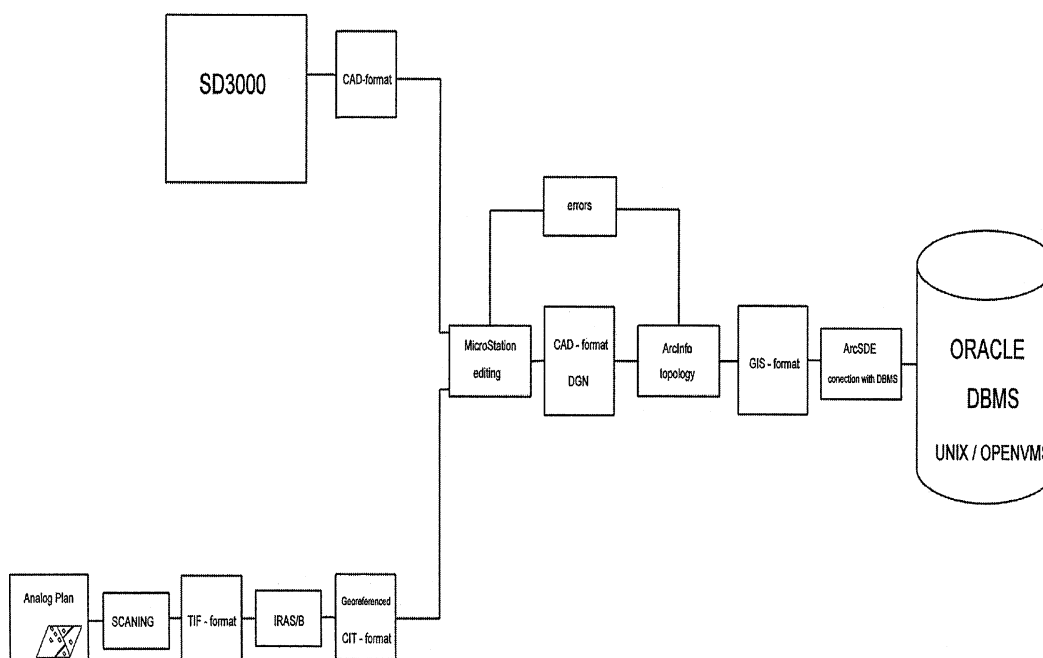 SD3000
CAD-format
errors
MicroStation
editing
CAD - format
DGN
ArcInfo
topology
GIS - format
ArcSDE
conection with DBMS
ORACLE
DBMS
UNIX / OPENVMS
Analog Plan
SCANING
TIF - format
IRAS/B
Georeferenced
CIT - format